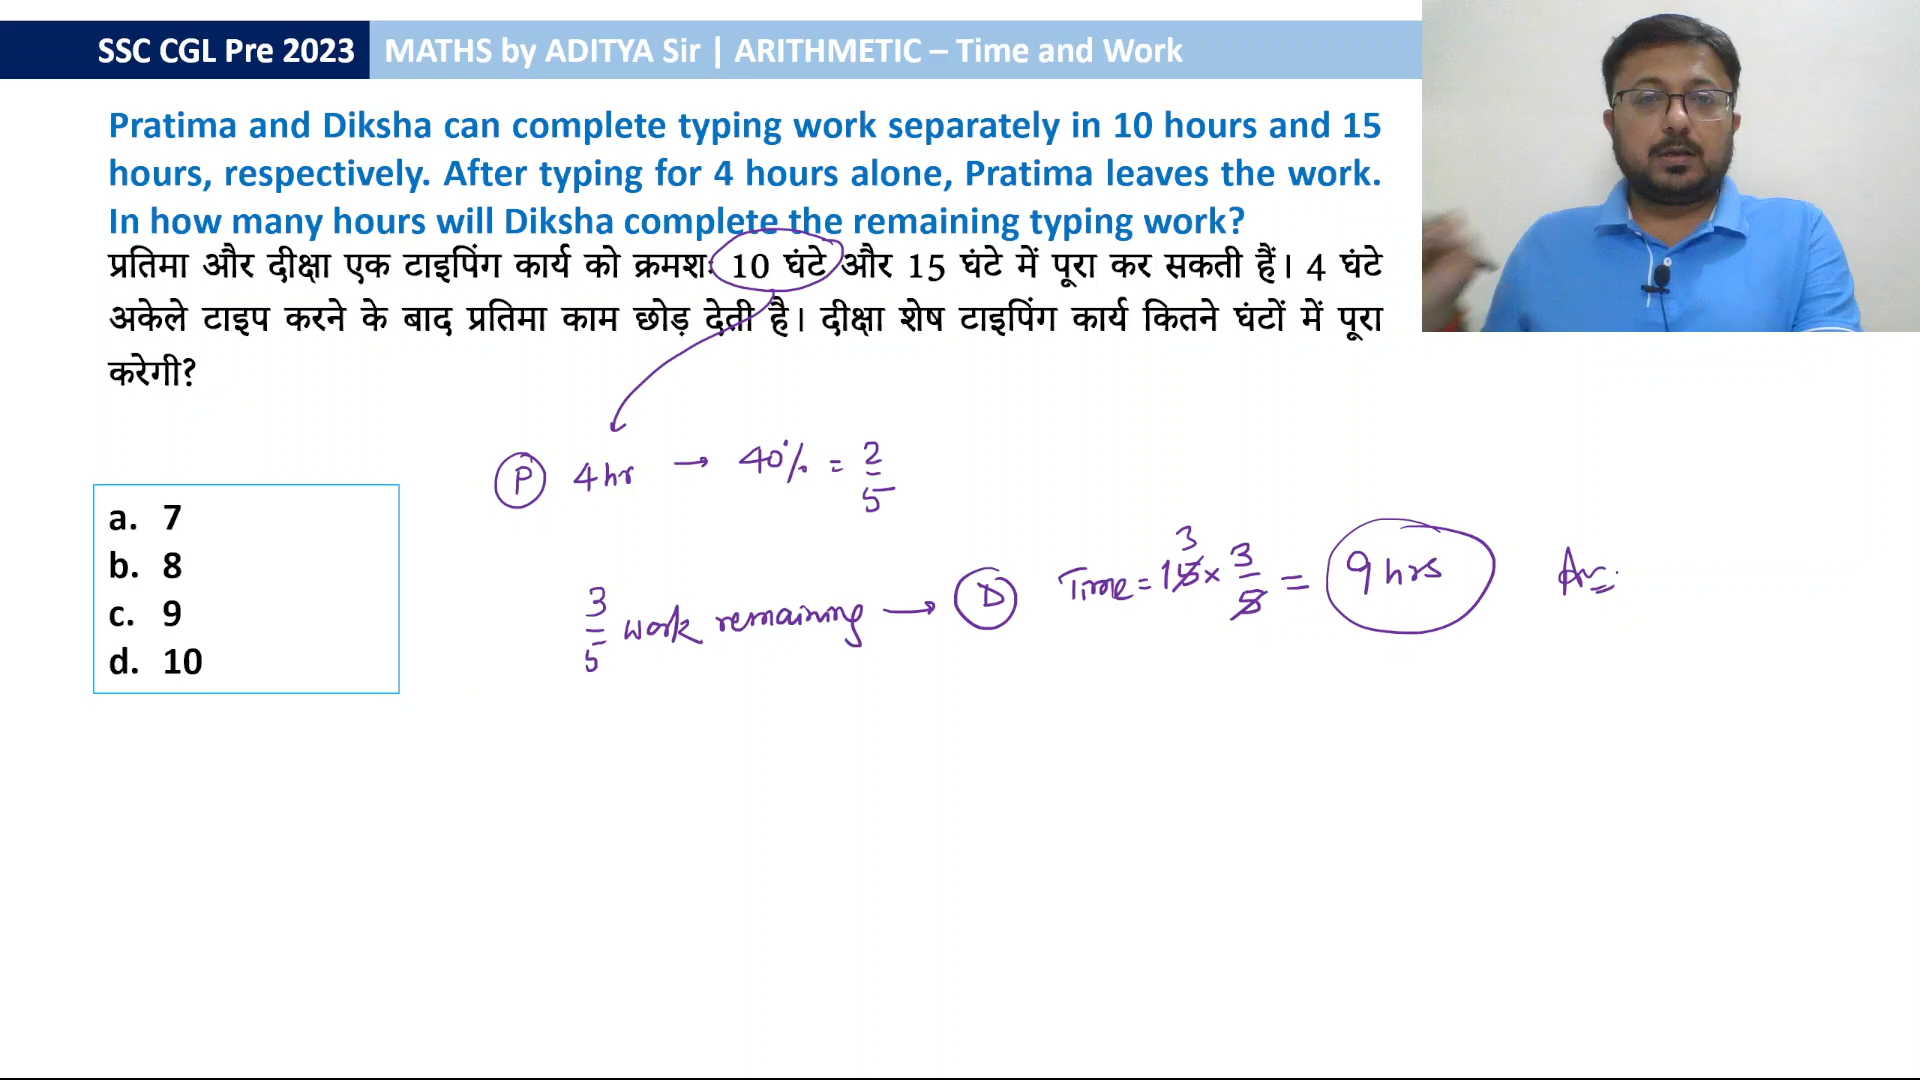 SSC CGL Pre 2023 MATHS by ADITYA Sir | ARITHMETIC – Time and Work
Pratima and Diksha can complete typing work separately in 10 hours and 15
hours, respectively. After typing for 4 hours alone, Pratima leaves the work.
In how many hours will Diksha complete the remaining typing work?
प्रतिमा और दीक्षा एक टाइपिंग कार्य को क्रमशः 10 घंटे और 15 घंटे में पूरा कर सकती हैं। 4 घंटे
अकेले टाइप करने के बाद प्रतिमा काम छोड़ देती है। दीक्षा शेष टाइपिंग कार्य कितने घंटों में पूरा
करेगी?
P 4 hr → 40% = 2/5
a. 7
b. 8
c. 9
d. 10
3/5 work remaining → D Time = 15 3 × 3/5 = 9 hrs Ans.